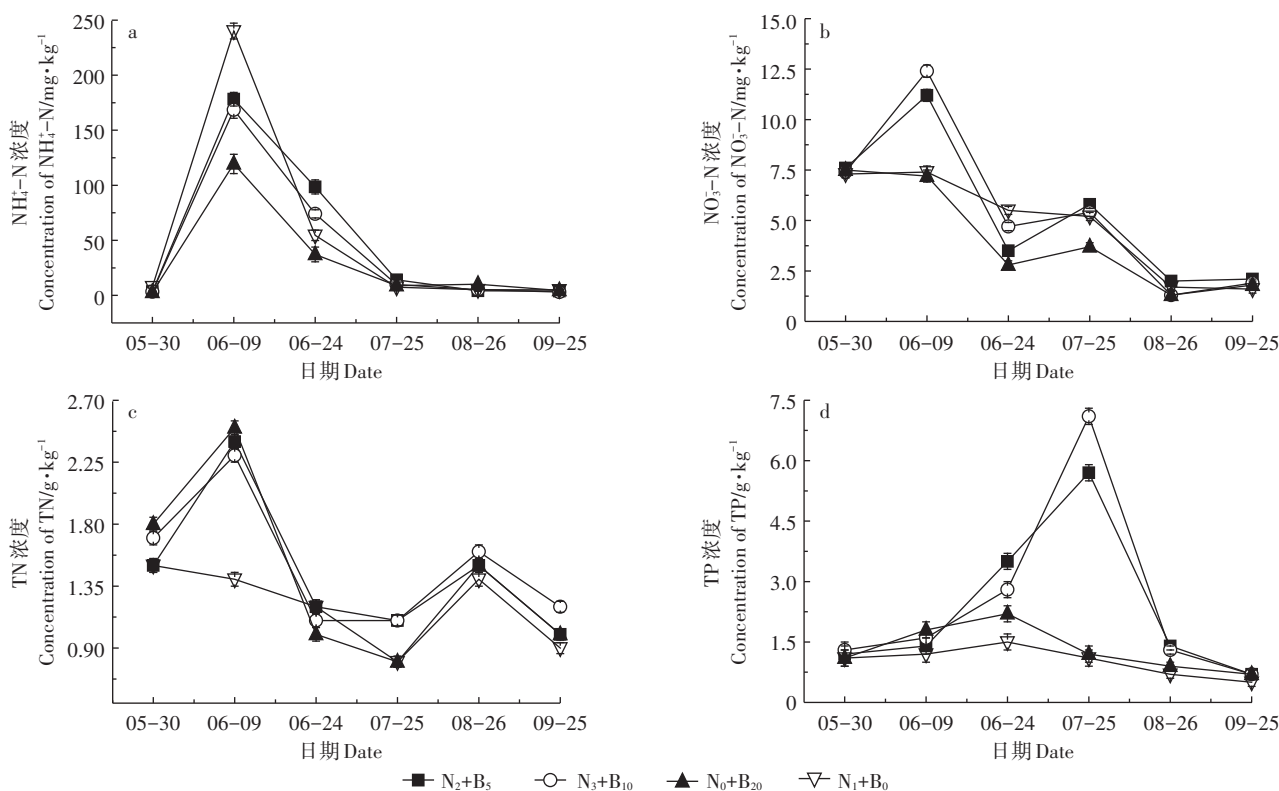 a
NH₄⁺-N 浓度
Concentration of NH₄⁺-N/mg•kg⁻¹
250
200
150
100
50
0
05-30 06-09 06-24 07-25 08-26 09-25
日期 Date
b
NO₃⁻-N 浓度
Concentration of NO₃⁻-N/mg•kg⁻¹
15.0
12.5
10.0
7.5
5.0
2.5
0
05-30 06-09 06-24 07-25 08-26 09-25
日期 Date
c
TN 浓度
Concentration of TN/g•kg⁻¹
2.70
2.25
1.80
1.35
0.90
05-30 06-09 06-24 07-25 08-26 09-25
日期 Date
d
TP 浓度
Concentration of TP/g•kg⁻¹
7.5
6.0
4.5
3.0
1.5
0
05-30 06-09 06-24 07-25 08-26 09-25
日期 Date
N₂+B₅ N₃+B₁₀ N₀+B₂₀ N₁+B₀